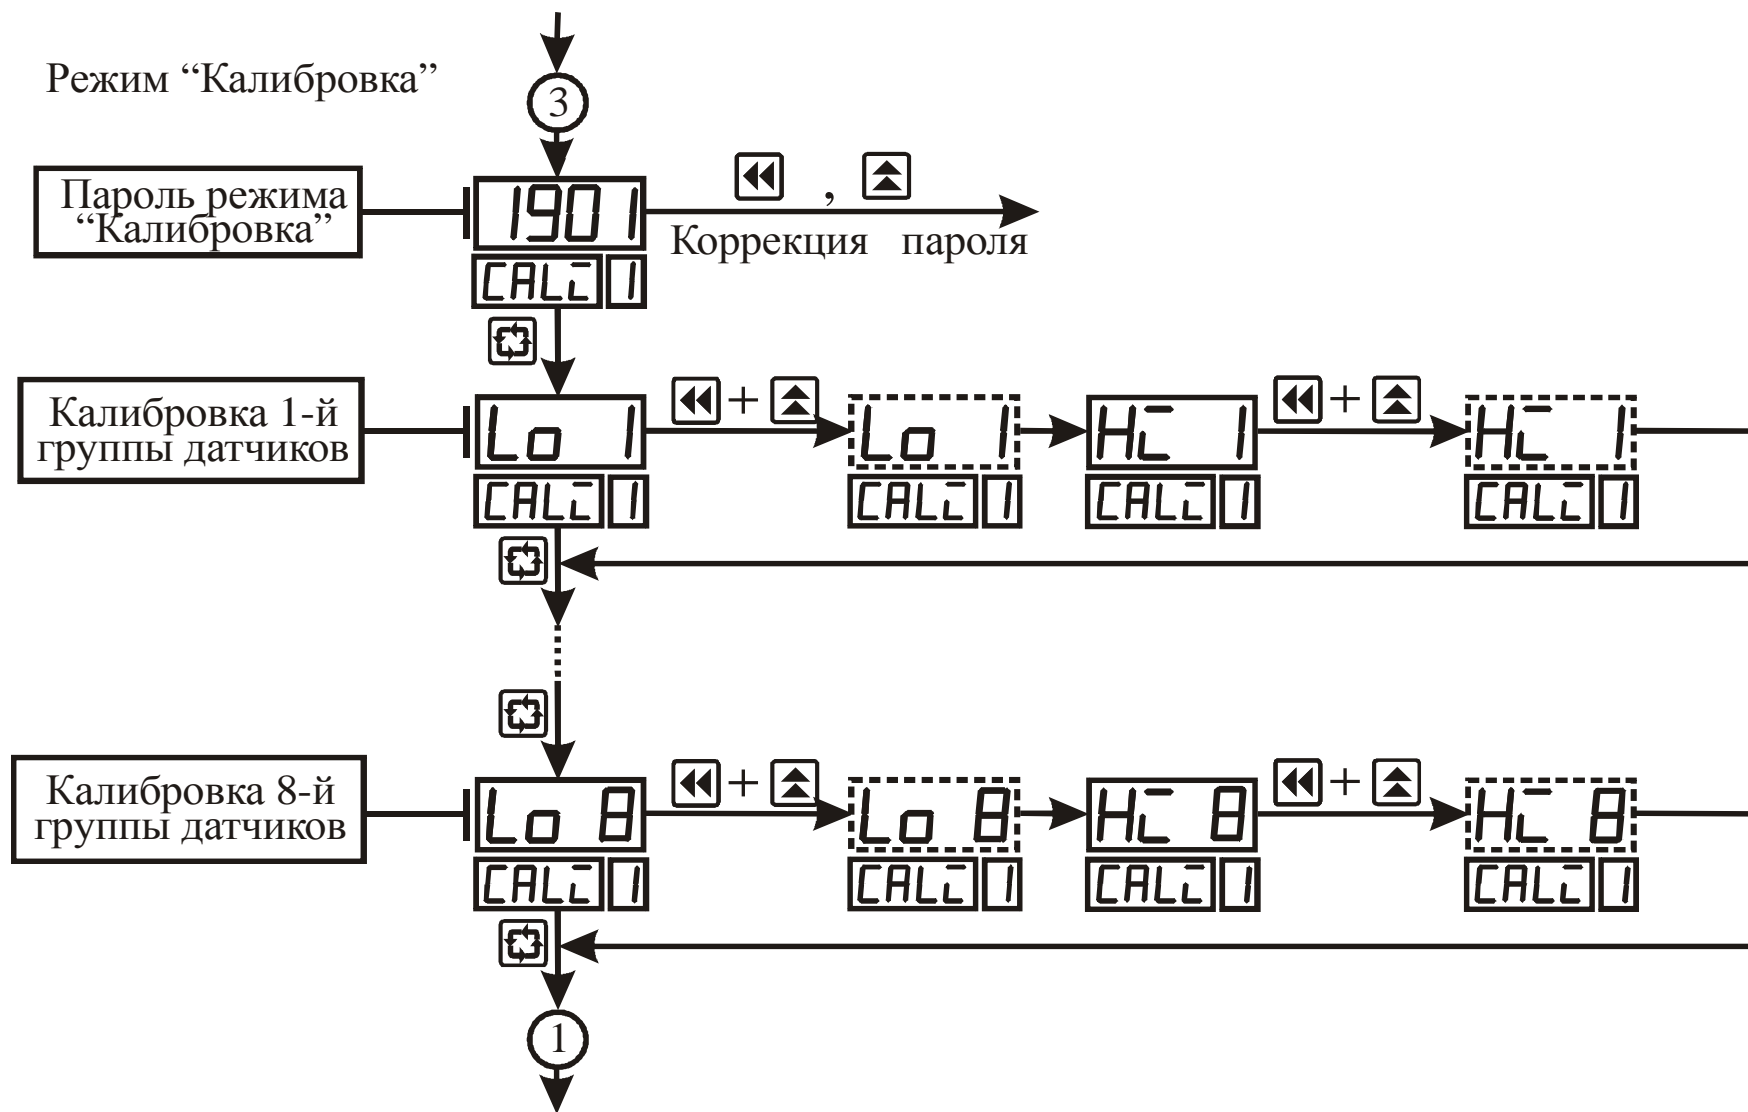 Режим “Калибровка”
3
Пароль режима
“Калибровка”
1901
,
Коррекция пароля
CALi 1
Калибровка 1-й
группы датчиков
Lo 1
+
Lo 1
Hi 1
+
Hi 1
CALi 1
CALi 1
CALi 1
CALi 1
Калибровка 8-й
группы датчиков
Lo 8
+
Lo 8
Hi 8
+
Hi 8
CALi 1
CALi 1
CALi 1
CALi 1
1